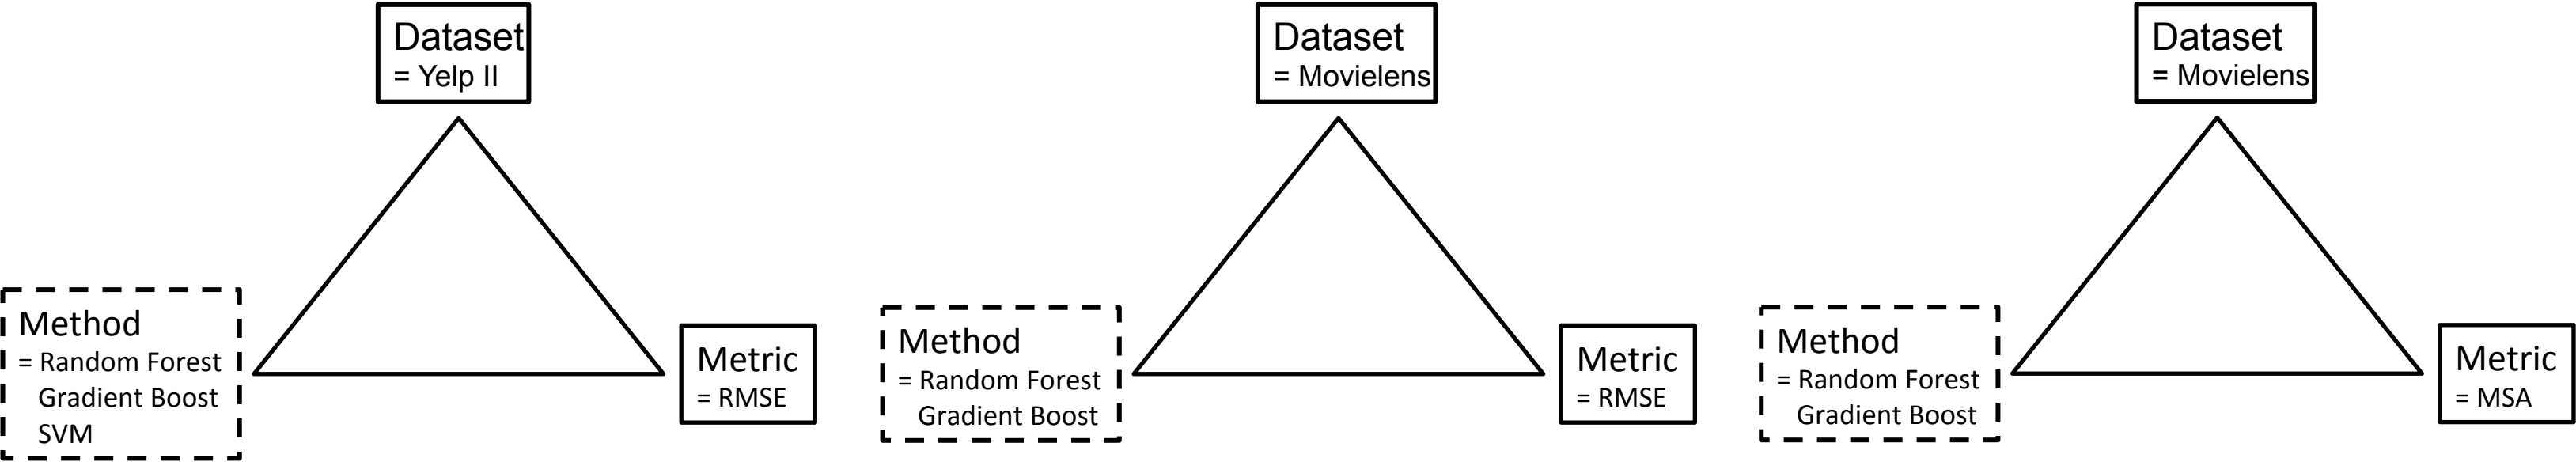 Dataset
= Yelp II
Method
= Random Forest
Gradient Boost
SVM
Metric
= RMSE
Dataset
= Movielens
Method
= Random Forest
Gradient Boost
Metric
= RMSE
Dataset
= Movielens
Method
= Random Forest
Gradient Boost
Metric
= MSA